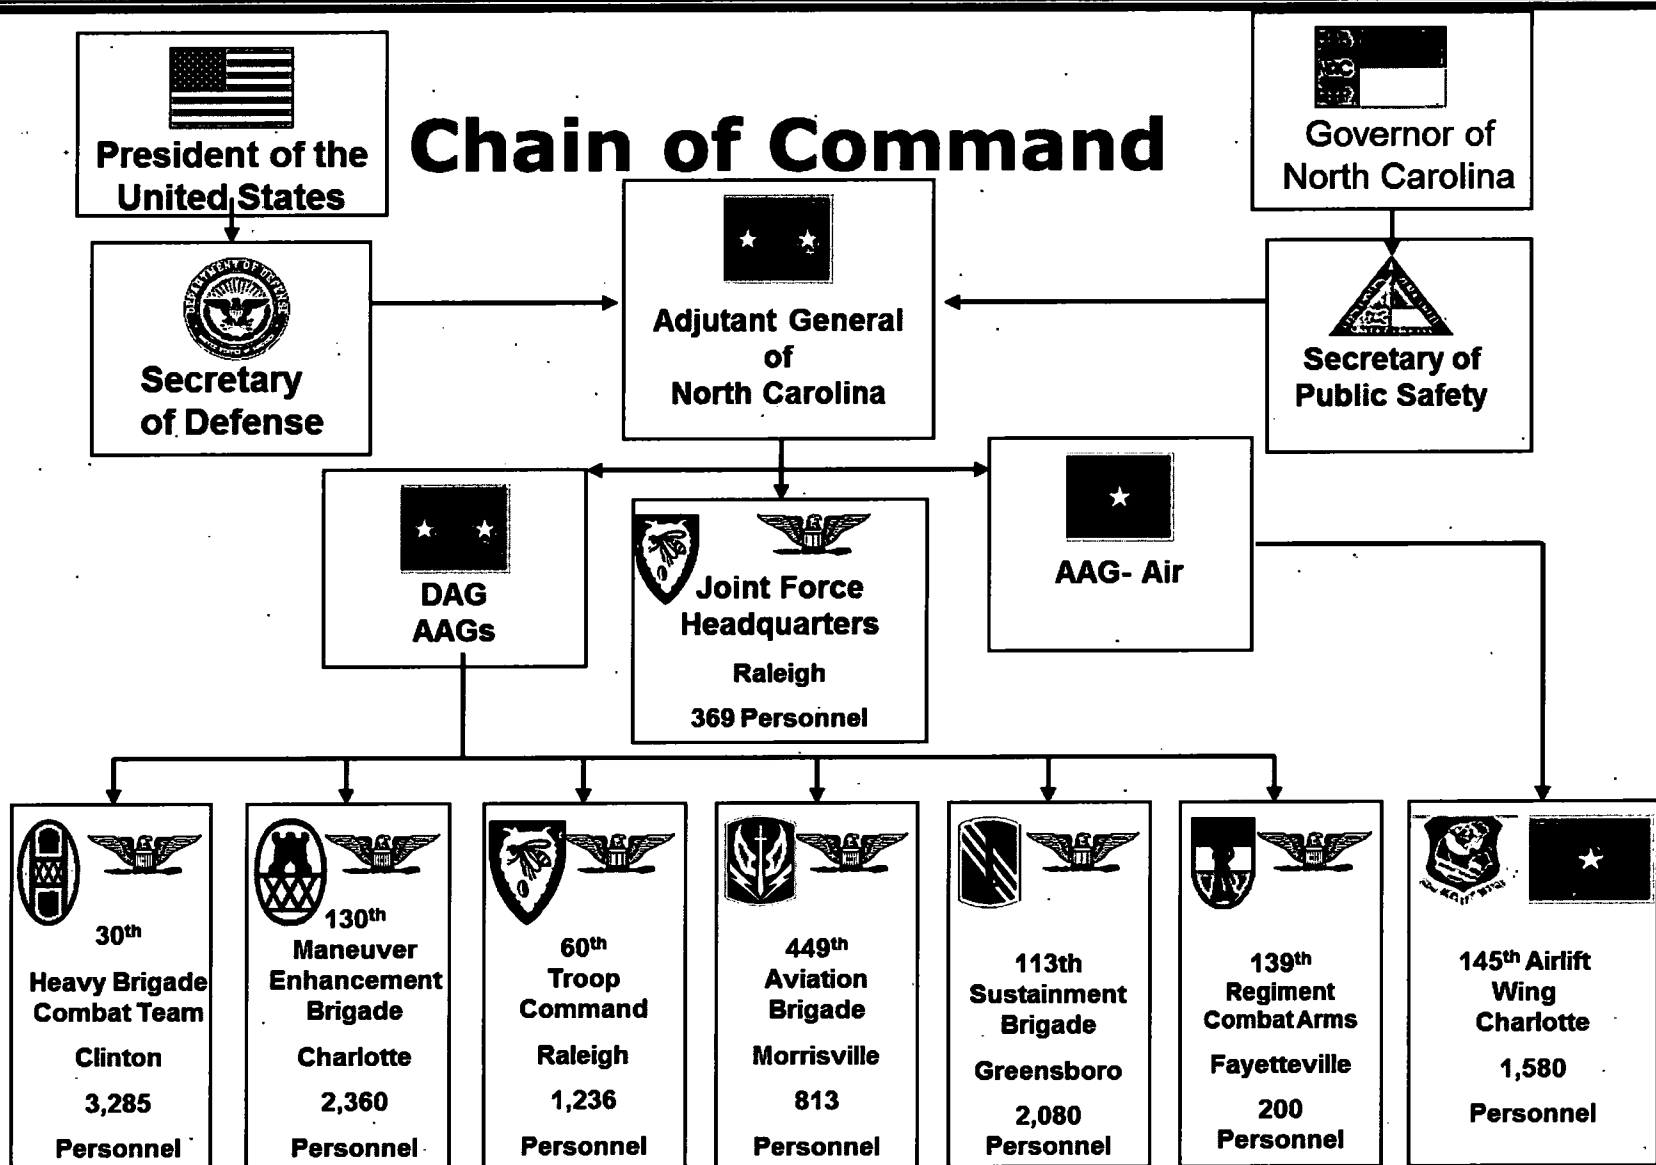 Chain of Command
President of the
United States
Governor of
North Carolina
Secretary
of Defense
Adjutant General
of
North Carolina
Secretary of
Public Safety
DAG
AAGs
Joint Force
Headquarters
Raleigh
369 Personnel
AAG- Air
30th
Heavy Brigade
Combat Team
Clinton
3,285
Personnel
130th
Maneuver
Enhancement
Brigade
Charlotte
2,360
Personnel
60th
Troop
Command
Raleigh
1,236
Personnel
449th
Aviation
Brigade
Morrisville
813
Personnel
113th
Sustainment
Brigade
Greensboro
2,080
Personnel
139th
Regiment
Combat Arms
Fayetteville
200
Personnel
145th Airlift
Wing
Charlotte
1,580
Personnel